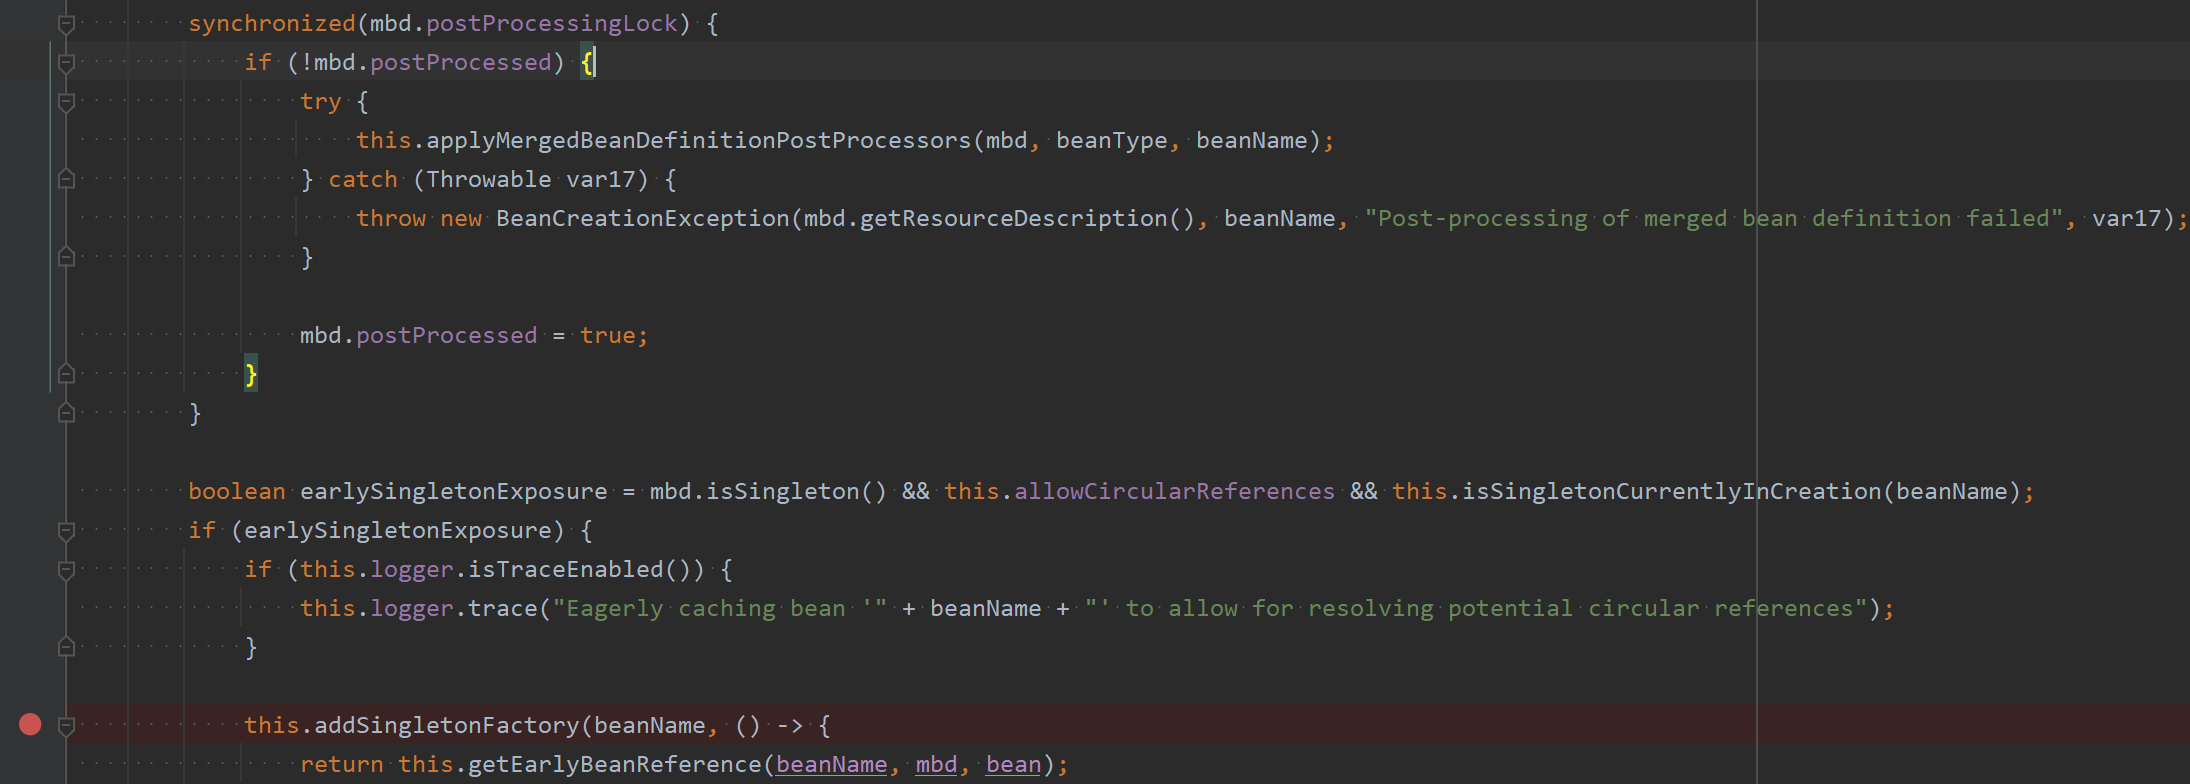 synchronized(mbd.postProcessingLock) {
if (!mbd.postProcessed) {
try {
this.applyMergedBeanDefinitionPostProcessors(mbd, beanType, beanName);
} catch (Throwable var17) {
throw new BeanCreationException(mbd.getResourceDescription(), beanName, "Post-processing of merged bean definition failed", var17);
}
mbd.postProcessed = true;
}
}
boolean earlySingletonExposure = mbd.isSingleton() && this.allowCircularReferences && this.isSingletonCurrentlyInCreation(beanName);
if (earlySingletonExposure) {
if (this.logger.isTraceEnabled()) {
this.logger.trace("Eagerly caching bean '" + beanName + "' to allow for resolving potential circular references");
}
this.addSingletonFactory(beanName, () -> {
return this.getEarlyBeanReference(beanName, mbd, bean);